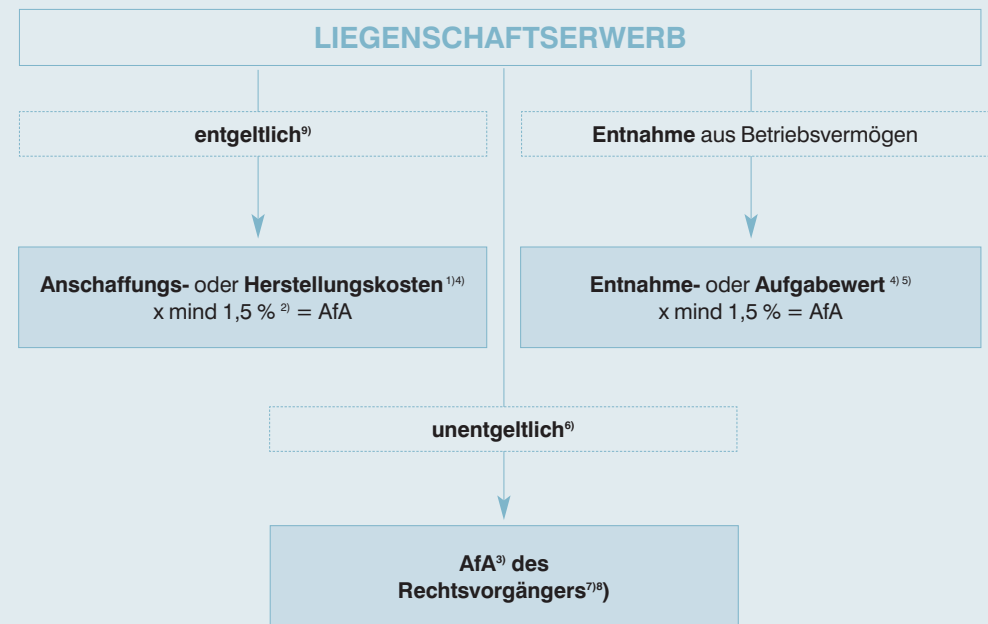 LIEGENSCHAFTSERWERB
entgeltlich⁹⁾
Entnahme aus Betriebsvermögen
Anschaffungs- oder Herstellungskosten ¹⁾⁴⁾
x mind 1,5 % ²⁾ = AfA
Entnahme- oder Aufgabewert ⁴⁾ ⁵⁾
x mind 1,5 % = AfA
unentgeltlich⁶⁾
AfA³⁾ des
Rechtsvorgängers⁷⁾⁸)